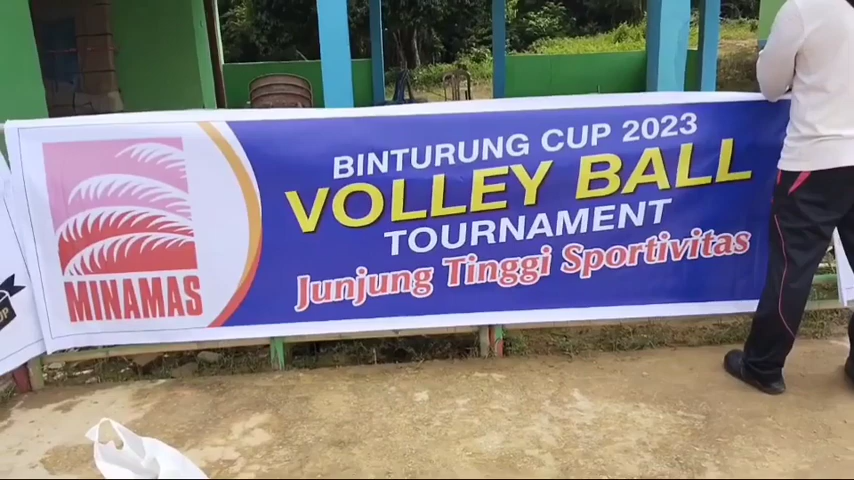 BINTURUNG CUP 2023
VOLLEY BALL
TOURNAMENT
Junjung Tinggi Sportivitas
MINAMAS